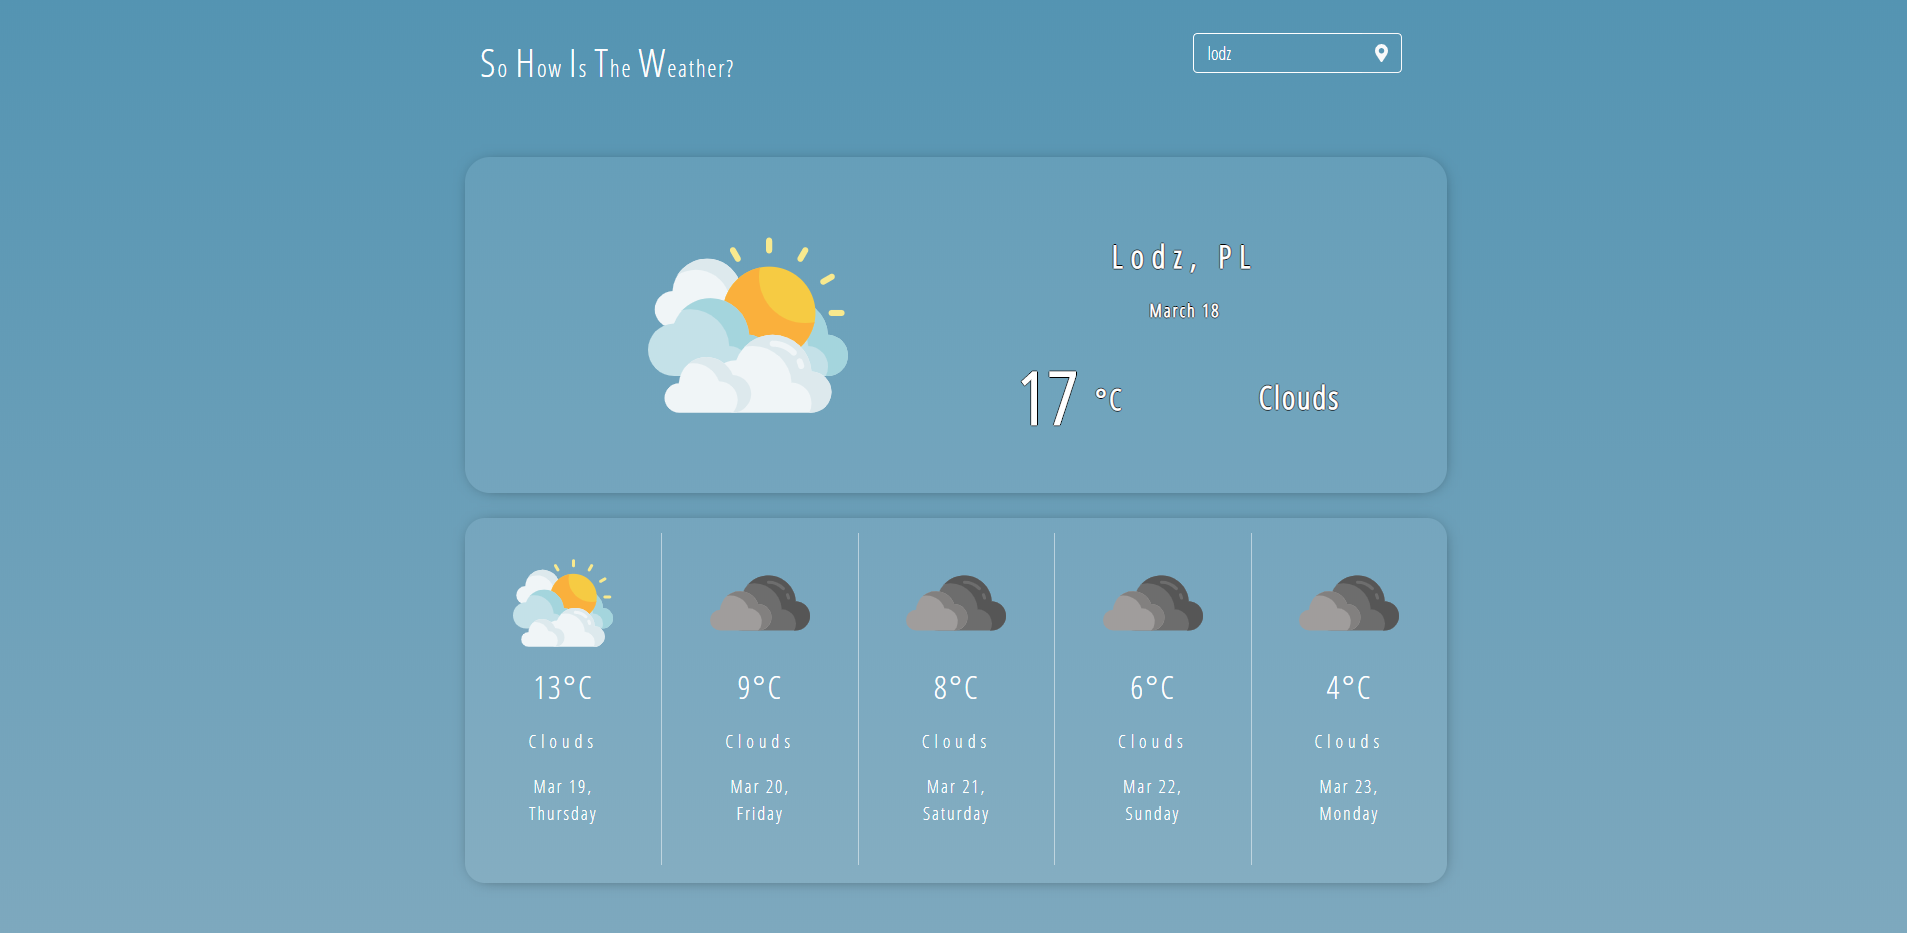 So How Is The Weather?
lodz
Lodz, PL
March 18
17 °C
Clouds
13°C
Clouds
Mar 19,
Thursday
9°C
Clouds
Mar 20,
Friday
8°C
Clouds
Mar 21,
Saturday
6°C
Clouds
Mar 22,
Sunday
4°C
Clouds
Mar 23,
Monday